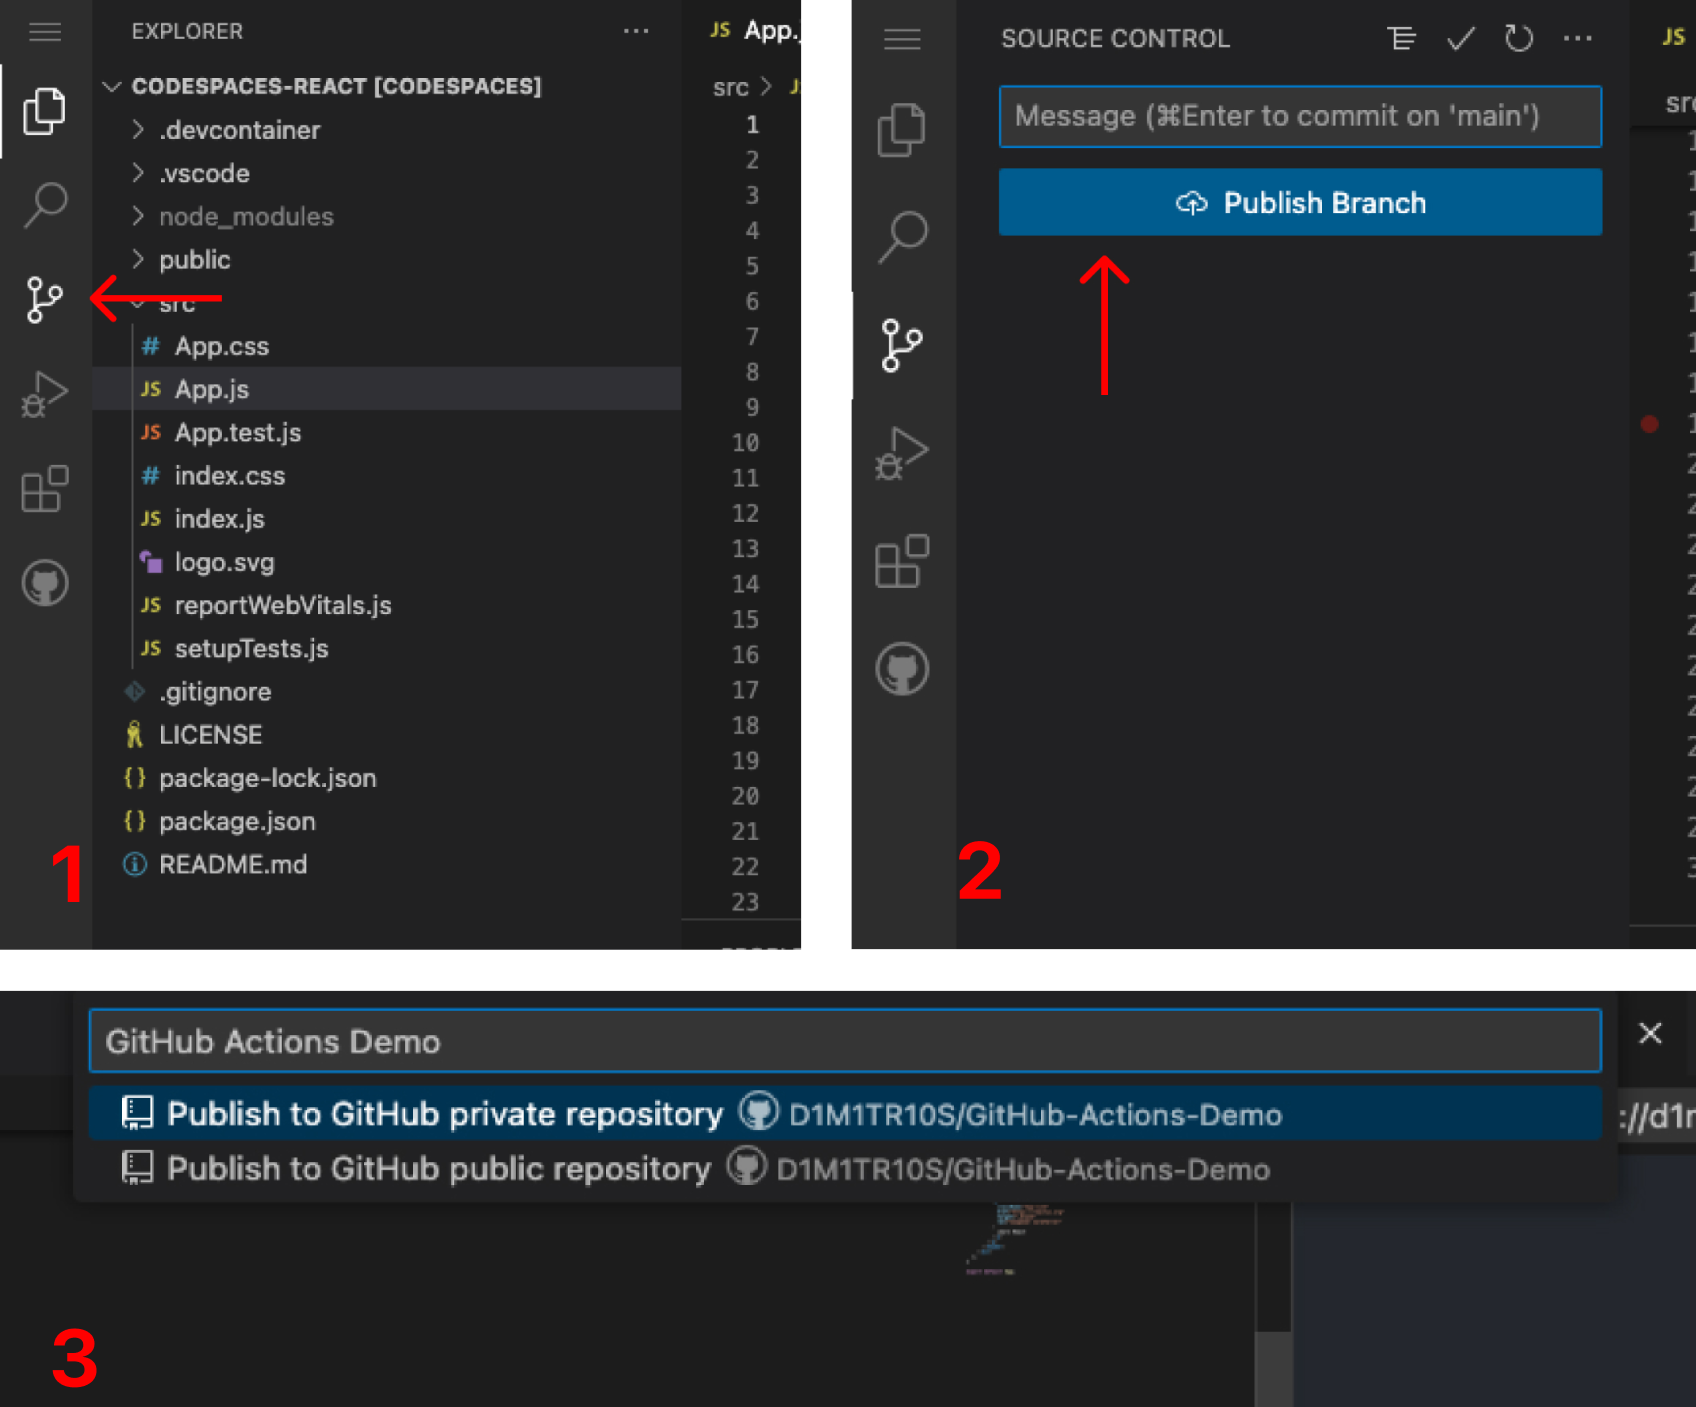 EXPLORER
JS App.
CODESPACES-REACT [CODESPACES]
src > J
.devcontainer
.vscode
node_modules
public
src
# App.css
JS App.js
JS App.test.js
# index.css
JS index.js
logo.svg
JS reportWebVitals.js
JS setupTests.js
.gitignore
LICENSE
{} package-lock.json
{} package.json
README.md
1
2
3
4
5
6
7
8
9
10
11
12
13
14
15
16
17
18
19
20
21
22
23
1
SOURCE CONTROL
JS
Message (⌘Enter to commit on 'main')
Publish Branch
2
GitHub Actions Demo
Publish to GitHub private repository D1M1TR10S/GitHub-Actions-Demo
Publish to GitHub public repository D1M1TR10S/GitHub-Actions-Demo
://d1
3